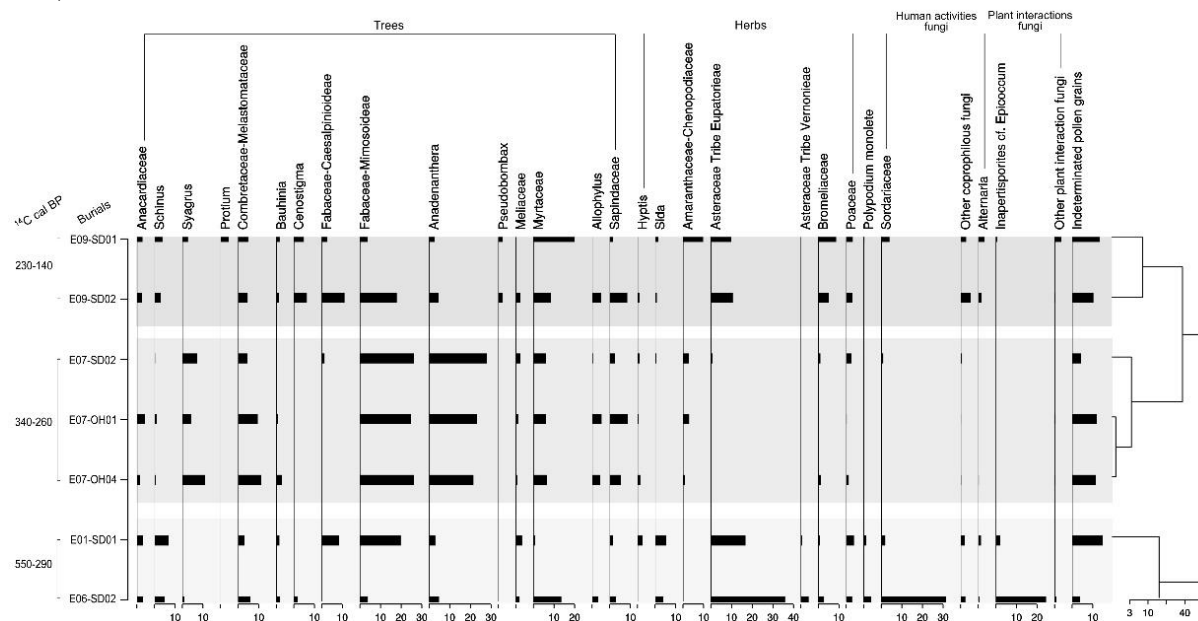 Human activities fungi
Plant interactions fungi
Trees
Herbs
¹⁴C cal BP
Burials
Anacardiaceae
Schinus
Syagrus
Protium
Combretaceae-Melastomataceae
Bauhinia
Cenostigma
Fabaceae-Caesalpinioideae
Fabaceae-Mimosoideae
Anadenanthera
Pseudobombax
Meliaceae
Myrtaceae
Allophylus
Sapindaceae
Hyptis
Sida
Amaranthaceae-Chenopodiaceae
Asteraceae Tribe Eupatorieae
Asteraceae Tribe Vernonieae
Bromeliaceae
Poaceae
Polypodium monolete
Sordariaceae
Other coprophilous fungi
Alternaria
Inapertisporites cf. Epicoccum
Other plant interaction fungi
Indeterminated pollen grains
230-140
E09-SD01
E09-SD02
340-260
E07-SD02
E07-OH01
E07-OH04
550-290
E01-SD01
E06-SD02
10 10 10 10 10 20 30 10 20 30 10 20 10 10 10 10 20 30 40 10 10 10 20 30 10 10 20 10 3 10 40